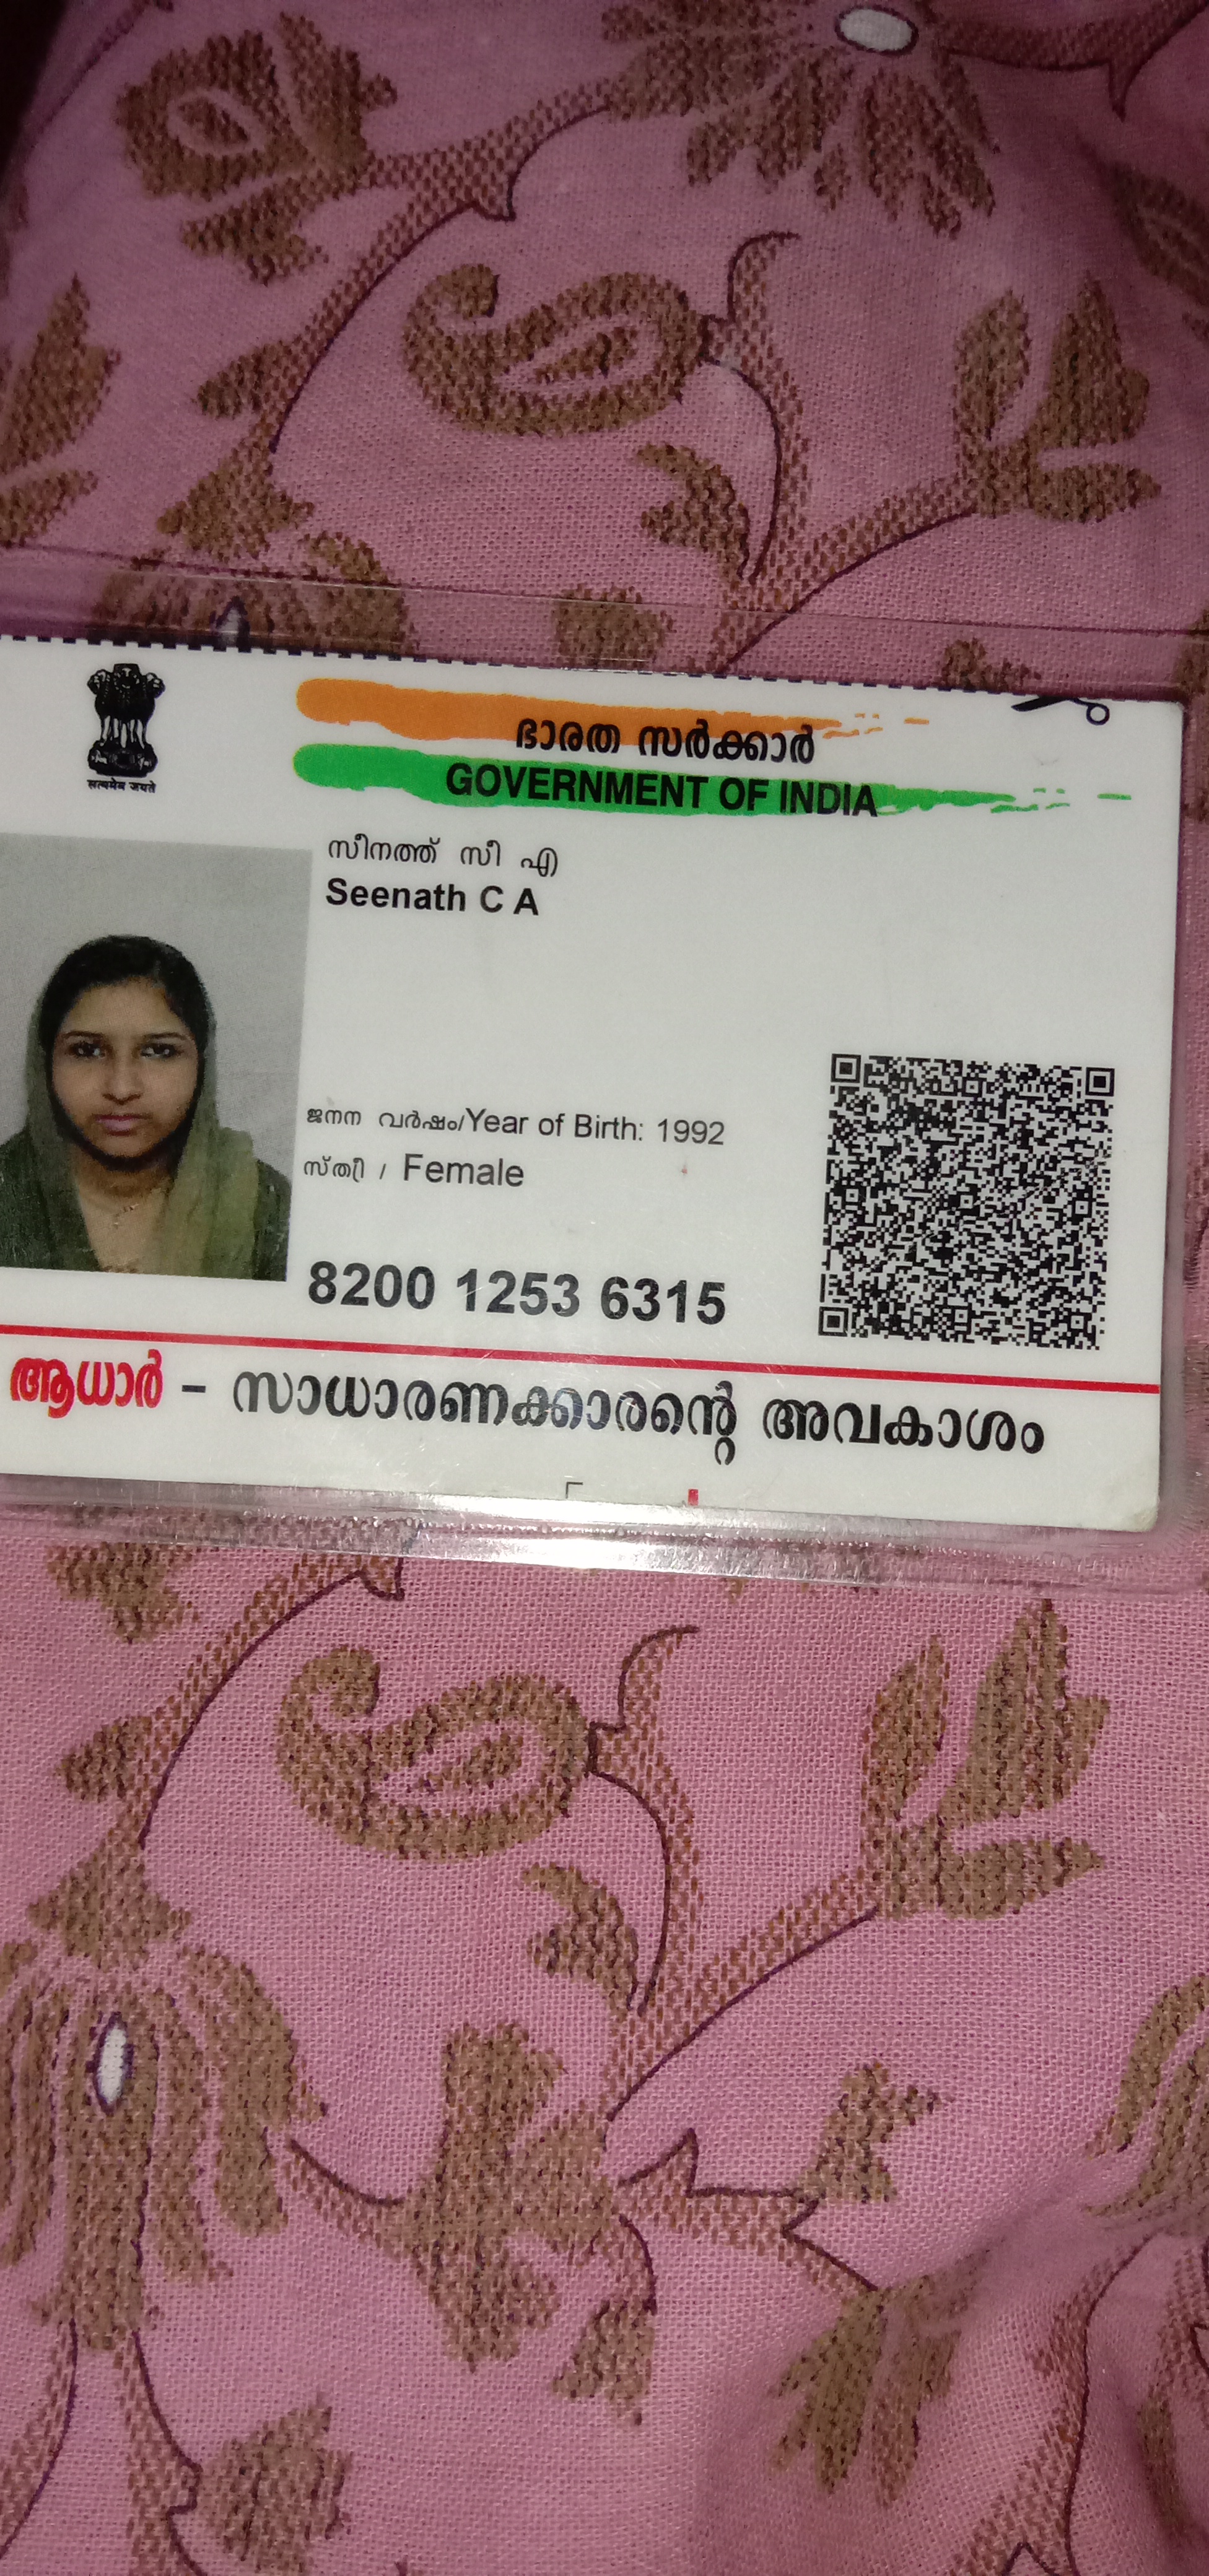 ഭാരത സർക്കാർ
GOVERNMENT OF INDIA
सत्यमेव जयते
സീനത്ത് സീ എ
Seenath C A
ജനന വർഷം/Year of Birth: 1992
സ്ത്രീ / Female
8200 1253 6315
ആധാർ - സാധാരണക്കാരന്റെ അവകാശം